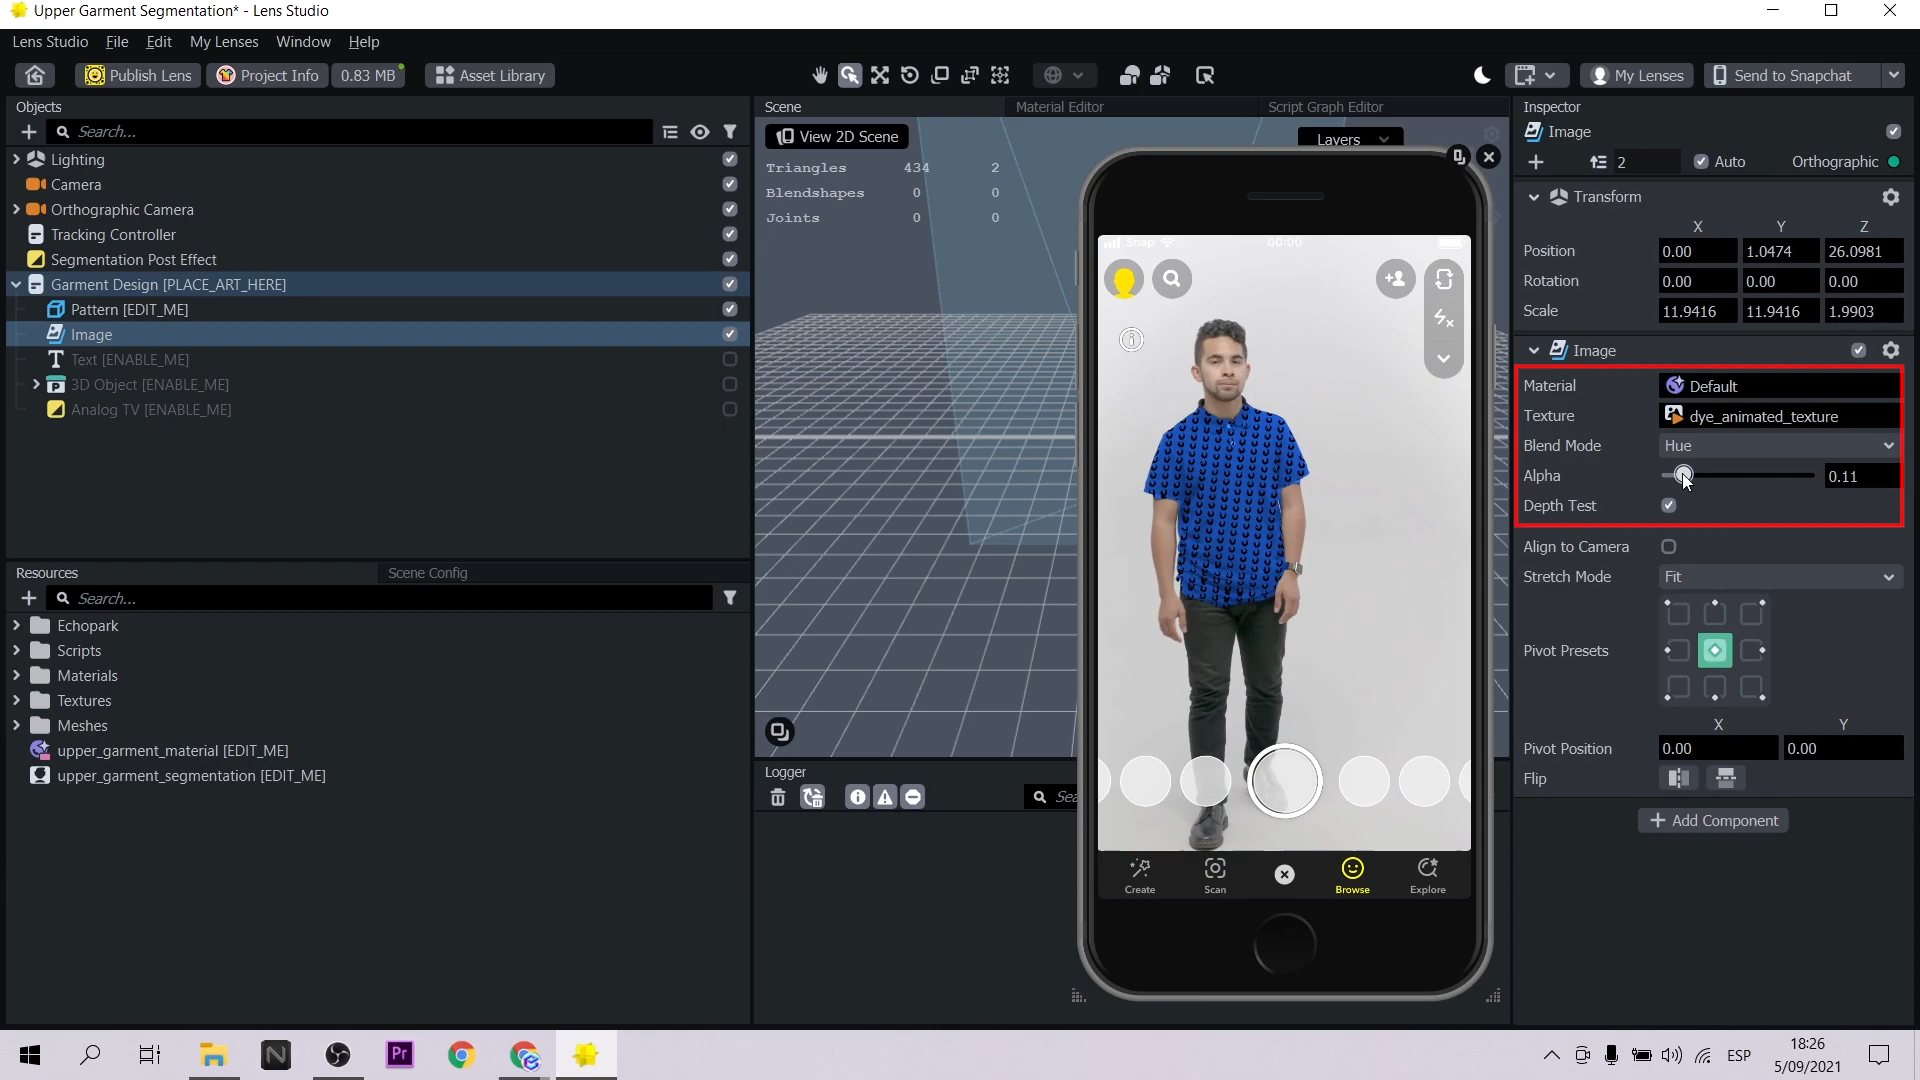 Upper Garment Segmentation* - Lens Studio
Lens Studio File Edit My Lenses Window Help
Publish Lens Project Info 0.83 MB Asset Library My Lenses Send to Snapchat
Objects
Search...
Lighting
Camera
Orthographic Camera
Tracking Controller
Segmentation Post Effect
Garment Design [PLACE_ART_HERE]
Pattern [EDIT_ME]
Image
Text [ENABLE_ME]
3D Object [ENABLE_ME]
Analog TV [ENABLE_ME]
Resources Scene Config
Search...
Echopark
Scripts
Materials
Textures
Meshes
upper_garment_material [EDIT_ME]
upper_garment_segmentation [EDIT_ME]
Scene Material Editor Script Graph Editor
View 2D Scene Layers
Triangles 434 2
Blendshapes 0 0
Joints 0 0
Snap 00:00
Create Scan Browse Explore
Logger
Sea
Inspector
Image
2 Auto Orthographic
Transform
X Y Z
Position 0.00 1.0474 26.0981
Rotation 0.00 0.00 0.00
Scale 11.9416 11.9416 1.9903
Image
Material Default
Texture dye_animated_texture
Blend Mode Hue
Alpha 0.11
Depth Test
Align to Camera
Stretch Mode Fit
Pivot Presets
X Y
Pivot Position 0.00 0.00
Flip
Add Component
Pr
ESP
18:26
5/09/2021